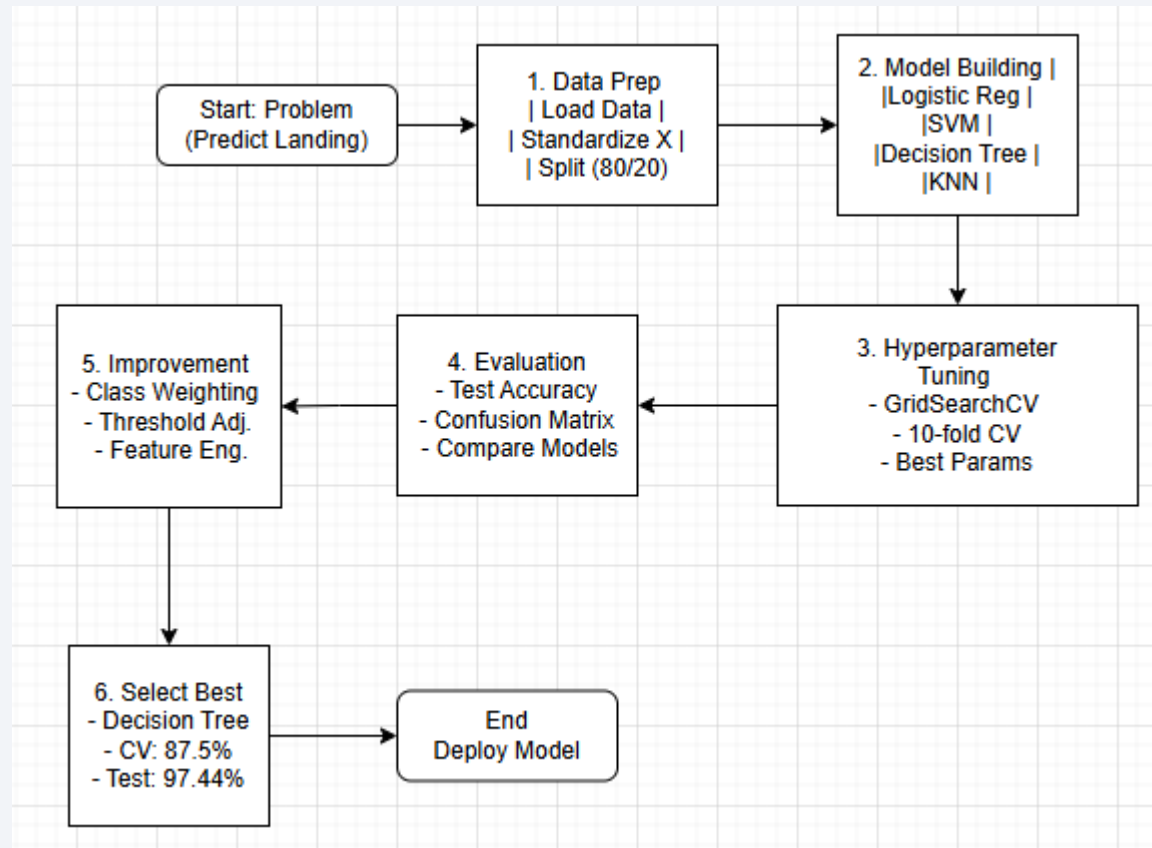 Start: Problem
(Predict Landing)
1. Data Prep
| Load Data |
| Standardize X |
| Split (80/20)
2. Model Building |
|Logistic Reg |
|SVM |
|Decision Tree |
|KNN |
3. Hyperparameter
Tuning
- GridSearchCV
- 10-fold CV
- Best Params
4. Evaluation
- Test Accuracy
- Confusion Matrix
- Compare Models
5. Improvement
- Class Weighting
- Threshold Adj.
- Feature Eng.
6. Select Best
- Decision Tree
- CV: 87.5%
- Test: 97.44%
End
Deploy Model